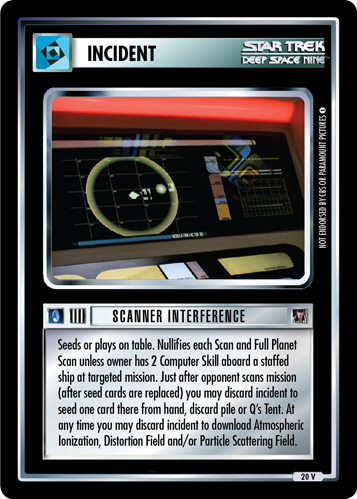 INCIDENT
STAR TREK
DEEP SPACE NINE™
NOT ENDORSED BY CBS OR PARAMOUNT PICTURES
SCANNER INTERFERENCE
Seeds or plays on table. Nullifies each Scan and Full Planet
Scan unless owner has 2 Computer Skill aboard a staffed
ship at targeted mission. Just after opponent scans mission
(after seed cards are replaced) you may discard incident to
seed one card there from hand, discard pile or Q's Tent. At
any time you may discard incident to download Atmospheric
Ionization, Distortion Field and/or Particle Scattering Field.
20 V